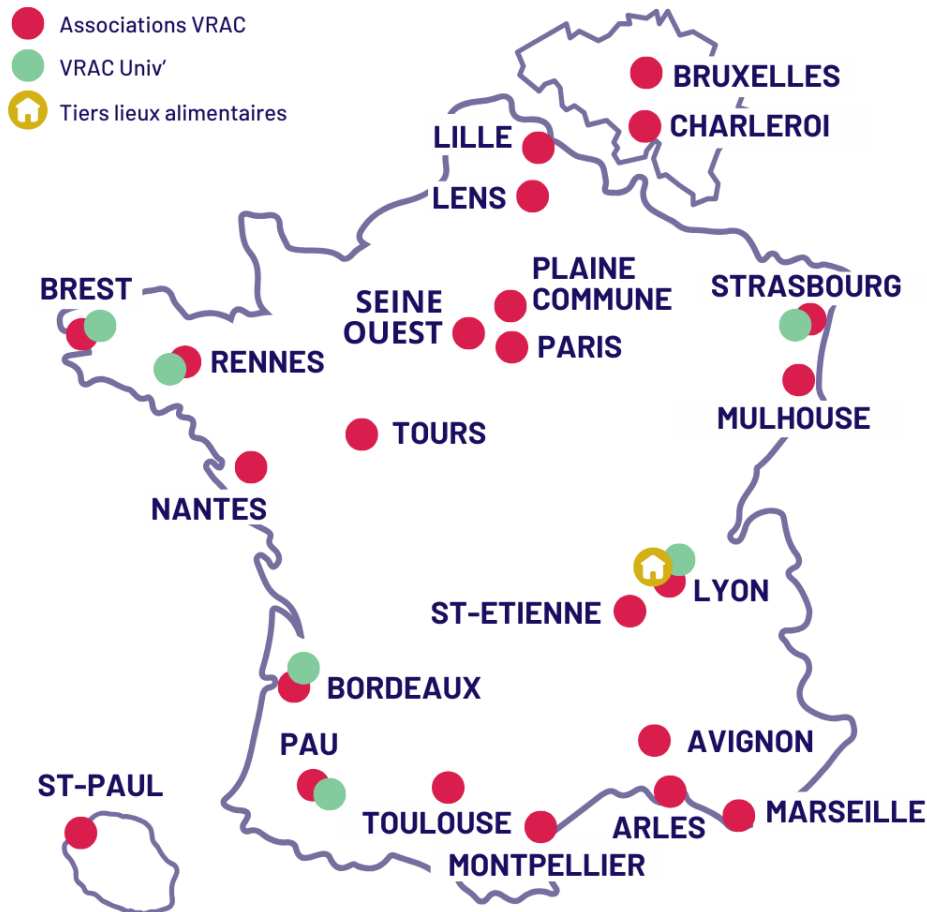 Associations VRAC
VRAC Univ’
Tiers lieux alimentaires
BRUXELLES
CHARLEROI
LILLE
LENS
PLAINE
COMMUNE
SEINE
OUEST
PARIS
BREST
RENNES
STRASBOURG
MULHOUSE
TOURS
NANTES
LYON
ST-ETIENNE
BORDEAUX
PAU
AVIGNON
ST-PAUL
TOULOUSE
MONTPELLIER
ARLES
MARSEILLE